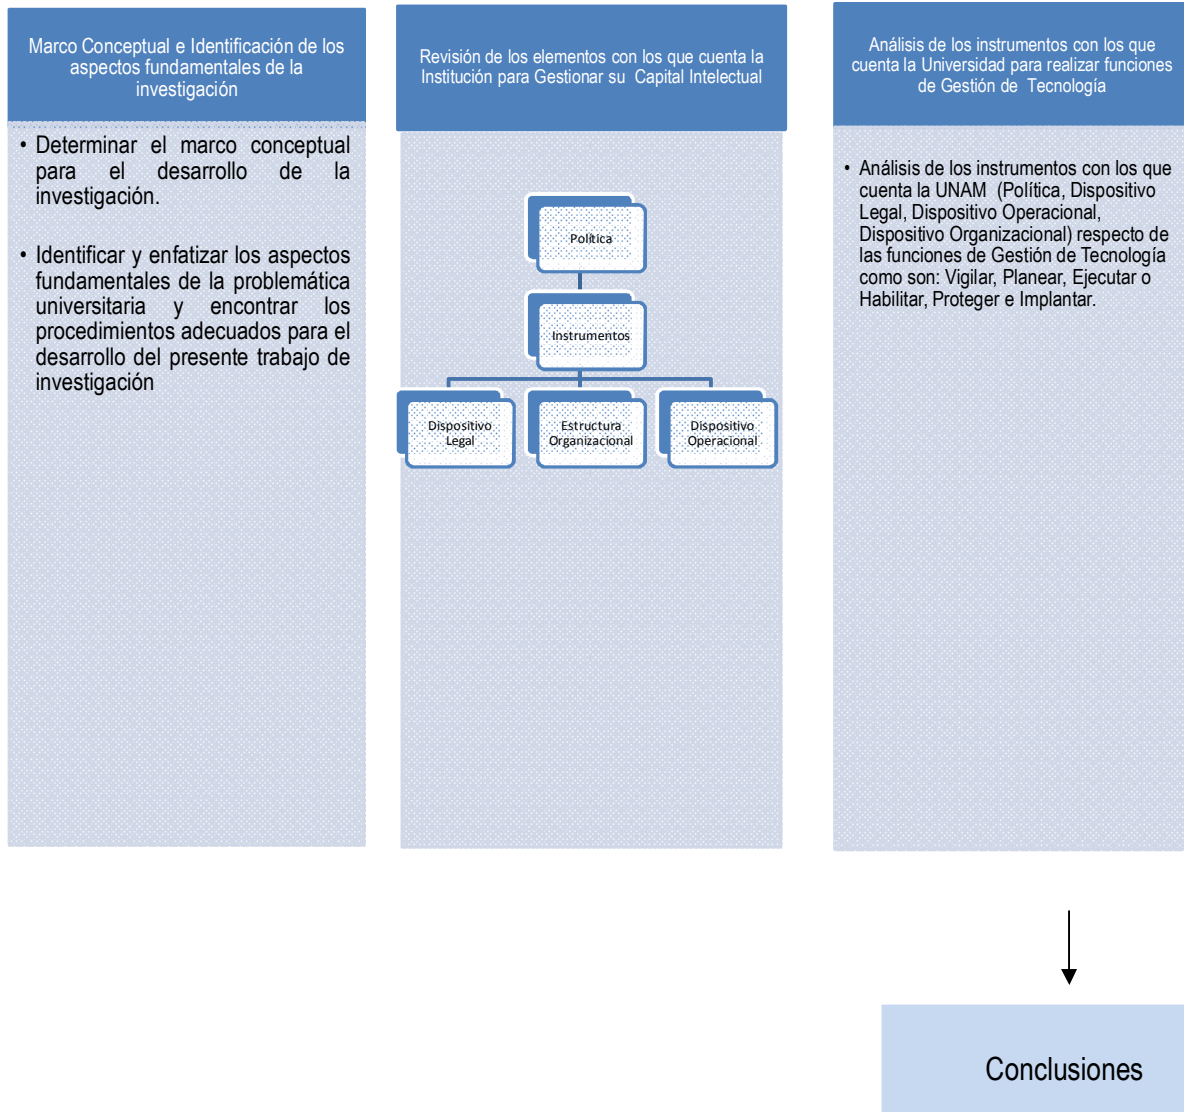 Marco Conceptual e Identificación de los
aspectos fundamentales de la
investigación
• Determinar el marco conceptual
para el desarrollo de la
investigación.
• Identificar y enfatizar los aspectos
fundamentales de la problemática
universitaria y encontrar los
procedimientos adecuados para el
desarrollo del presente trabajo de
investigación
Revisión de los elementos con los que cuenta la
Institución para Gestionar su Capital Intelectual
Política
Instrumentos
Dispositivo
Legal
Estructura
Organizacional
Dispositivo
Operacional
Análisis de los instrumentos con los que
cuenta la Universidad para realizar funciones
de Gestión de Tecnología
• Análisis de los instrumentos con los que
cuenta la UNAM (Política, Dispositivo
Legal, Dispositivo Operacional,
Dispositivo Organizacional) respecto de
las funciones de Gestión de Tecnología
como son: Vigilar, Planear, Ejecutar o
Habilitar, Proteger e Implantar.
Conclusiones